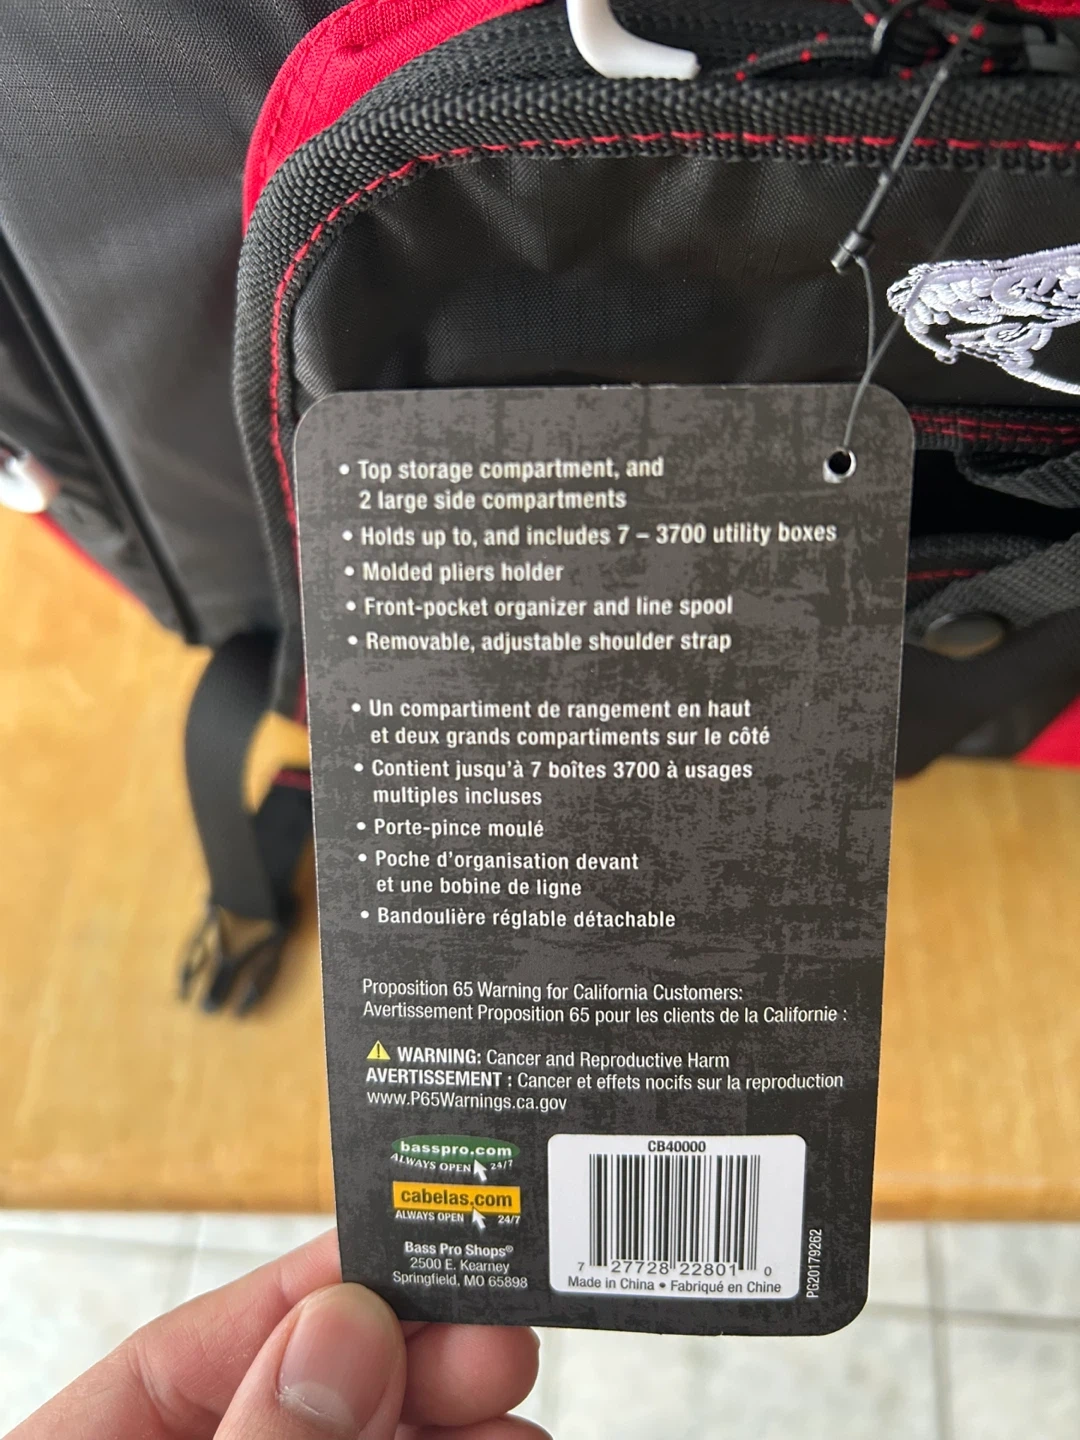 • Top storage compartment, and
2 large side compartments
• Holds up to, and includes 7 – 3700 utility boxes
• Molded pliers holder
• Front-pocket organizer and line spool
• Removable, adjustable shoulder strap
• Un compartiment de rangement en haut
et deux grands compartiments sur le côté
• Contient jusqu'à 7 boîtes 3700 à usages
multiples incluses
• Porte-pince moulé
• Poche d'organisation devant
et une bobine de ligne
• Bandoulière réglable détachable
Proposition 65 Warning for California Customers:
Avertissement Proposition 65 pour les clients de la Californie :
WARNING: Cancer and Reproductive Harm
AVERTISSEMENT : Cancer et effets nocifs sur la reproduction
www.P65Warnings.ca.gov
basspro.com
ALWAYS OPEN 24/7
cabelas.com
ALWAYS OPEN 24/7
Bass Pro Shops®
2500 E. Kearney
Springfield, MO 65898
CB40000
7 27728 22801 0
Made in China • Fabriqué en Chine
PG20179262